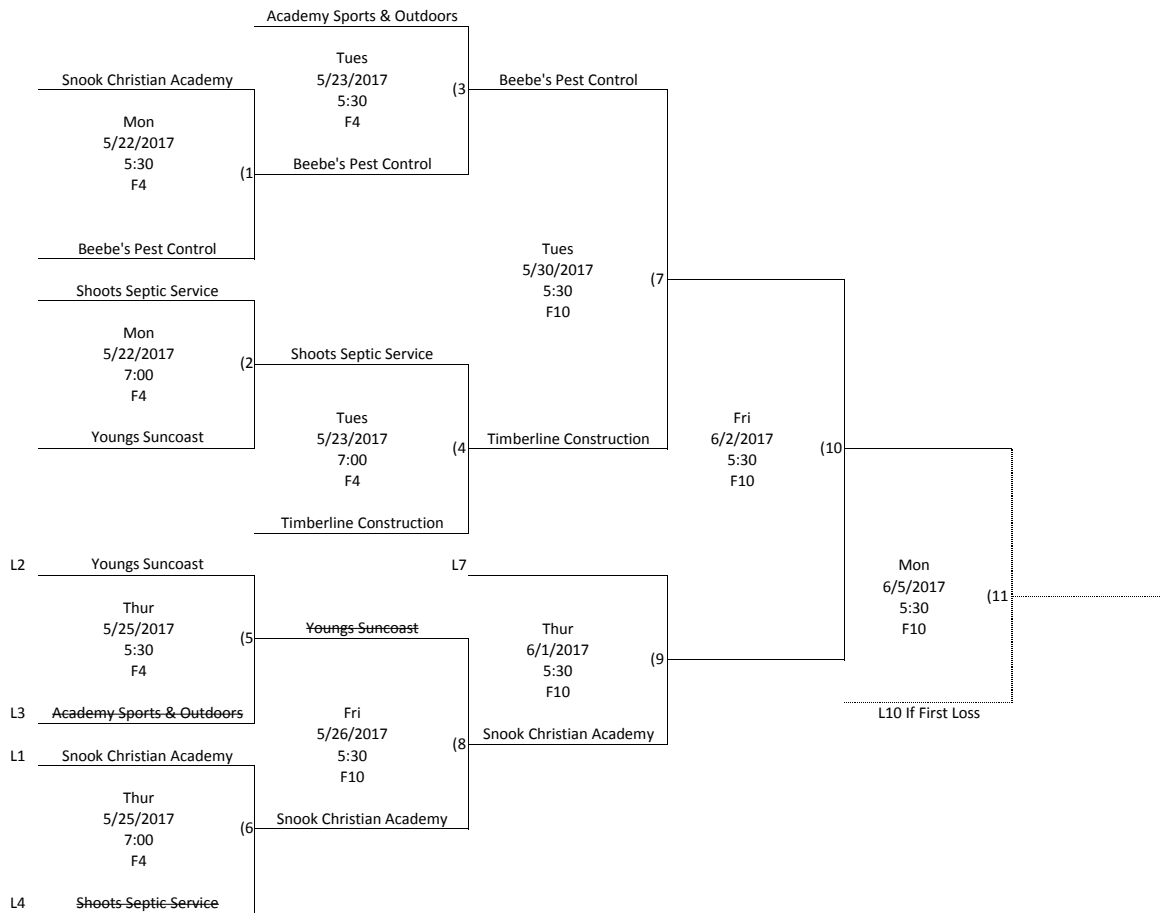 Academy Sports & Outdoors
Tues
5/23/2017
5:30
F4
(3
Snook Christian Academy
Beebe's Pest Control
Mon
5/22/2017
5:30
F4
(1
Beebe's Pest Control
Beebe's Pest Control
Tues
5/30/2017
5:30
F10
(7
Shoots Septic Service
Mon
5/22/2017
7:00
F4
(2
Shoots Septic Service
Youngs Suncoast
Tues
5/23/2017
7:00
F4
(4
Timberline Construction
Fri
6/2/2017
5:30
F10
(10
Timberline Construction
L2
Youngs Suncoast
L7
Mon
6/5/2017
5:30
F10
(11
Thur
5/25/2017
5:30
F4
(5
Youngs Suncoast
Thur
6/1/2017
5:30
F10
(9
L3
Academy Sports & Outdoors
Fri
5/26/2017
5:30
F10
(8
Snook Christian Academy
L10 If First Loss
L1
Snook Christian Academy
Thur
5/25/2017
7:00
F4
(6
Snook Christian Academy
L4
Shoots Septic Service